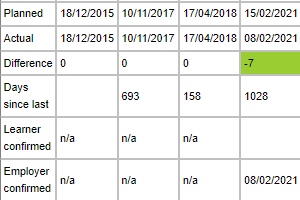 Planned 18/12/2015 10/11/2017 17/04/2018 15/02/2021
Actual 18/12/2015 10/11/2017 17/04/2018 08/02/2021
Difference 0 0 0 -7
Days
since last 693 158 1028
Learner
confirmed n/a n/a n/a
Employer
confirmed n/a n/a n/a 08/02/2021